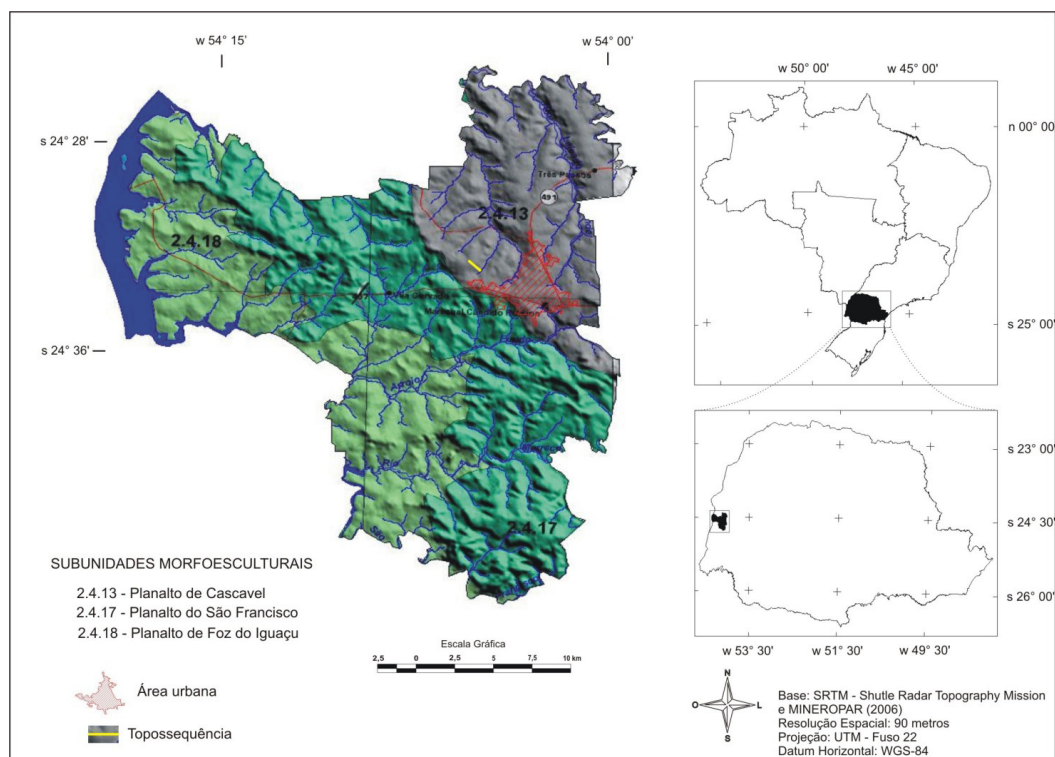 w 54° 15'
w 54° 00'
s 24° 28'
s 24° 36'
Três Passos
491
2.4.13
2.4.18
467
2.4.17
Arroio
Rio
São
w 50° 00'
w 45° 00'
n 00° 00'
s 25° 00'
s 23° 00'
s 24° 30'
s 26° 00'
w 53° 30'
w 51° 30'
w 49° 30'
SUBUNIDADES MORFOESCULTURAIS
2.4.13 - Planalto de Cascavel
2.4.17 - Planalto do São Francisco
2.4.18 - Planalto de Foz do Iguaçu
Área urbana
Topossequência
Escala Gráfica
2,5 0 2,5 5 7,5 10 km
N
O L
S
Base: SRTM - Shutle Radar Topography Mission
e MINEROPAR (2006)
Resolução Espacial: 90 metros
Projeção: UTM - Fuso 22
Datum Horizontal: WGS-84